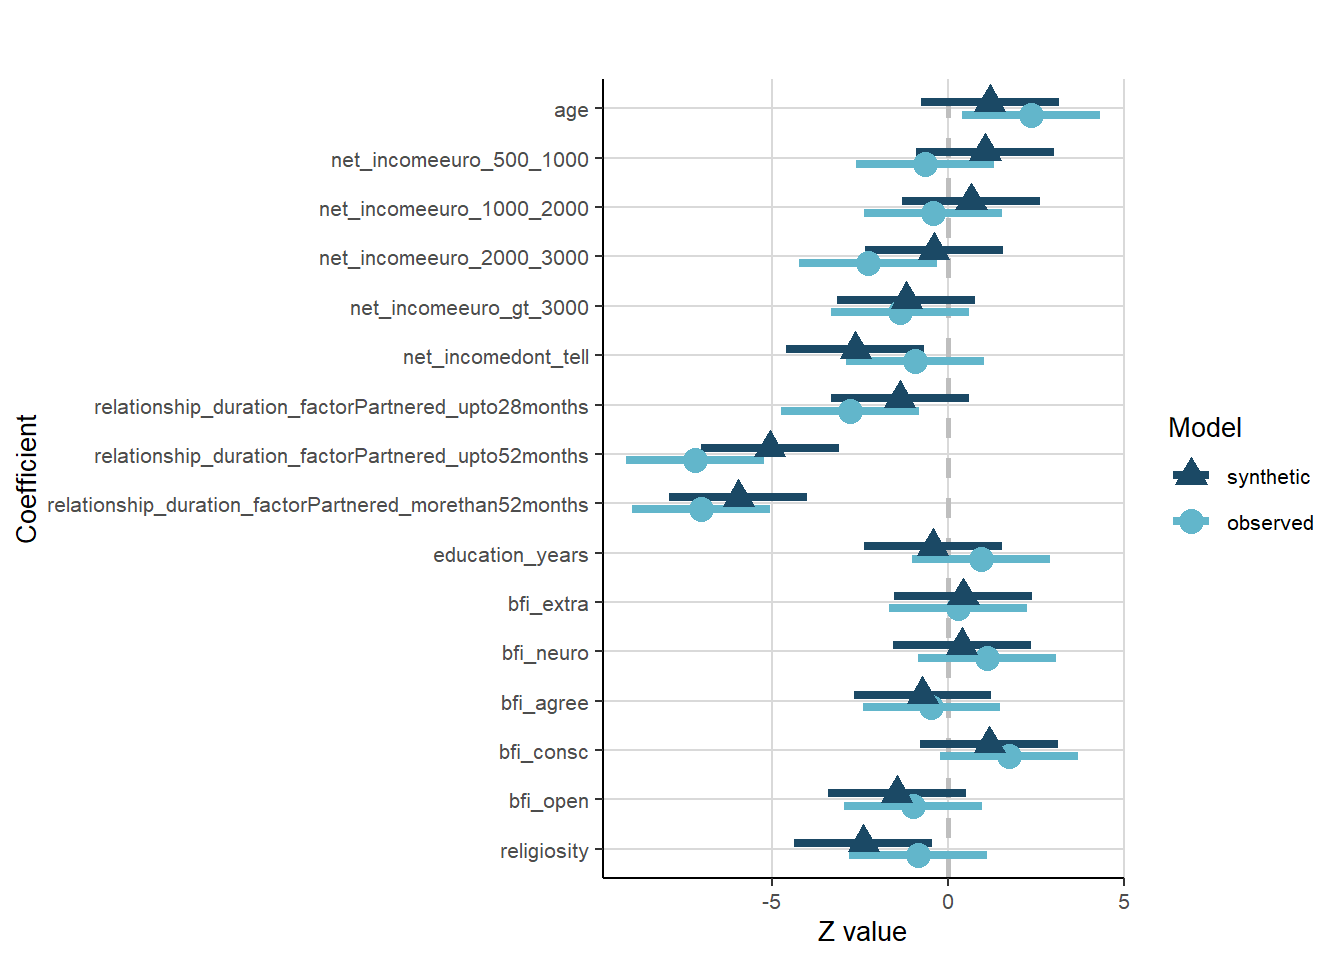 age
net_incomeeuro_500_1000
net_incomeeuro_1000_2000
net_incomeeuro_2000_3000
net_incomeeuro_gt_3000
net_incomedont_tell
relationship_duration_factorPartnered_upto28months
relationship_duration_factorPartnered_upto52months
relationship_duration_factorPartnered_morethan52months
education_years
bfi_extra
bfi_neuro
bfi_agree
bfi_consc
bfi_open
religiosity
Coefficient
-5 0 5
Z value
Model
synthetic
observed